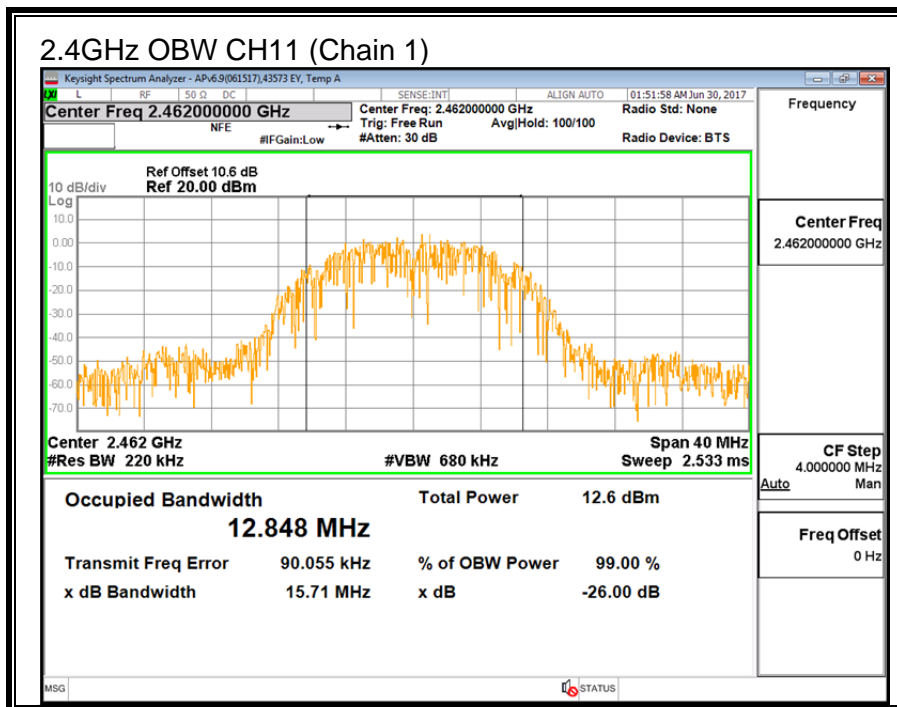 2.4GHz OBW CH11 (Chain 1)
Keysight Spectrum Analyzer - APv6.9(061517),43573 EY, Temp A
LXI L RF 50 Ω DC SENSE:INT ALIGN AUTO 01:51:58 AM Jun 30, 2017
Center Freq 2.462000000 GHz
NFE
#IFGain:Low
Center Freq: 2.462000000 GHz
Trig: Free Run Avg|Hold: 100/100
#Atten: 30 dB
Radio Std: None
Radio Device: BTS
Frequency
Ref Offset 10.6 dB
10 dB/div Ref 20.00 dBm
Log
10.0
0.00
-10.0
-20.0
-30.0
-40.0
-50.0
-60.0
-70.0
Center 2.462 GHz Span 40 MHz
#Res BW 220 kHz #VBW 680 kHz Sweep 2.533 ms
Center Freq
2.462000000 GHz
CF Step
4.000000 MHz
Auto Man
Freq Offset
0 Hz
Occupied Bandwidth Total Power 12.6 dBm
12.848 MHz
Transmit Freq Error 90.055 kHz % of OBW Power 99.00 %
x dB Bandwidth 15.71 MHz x dB -26.00 dB
MSG STATUS